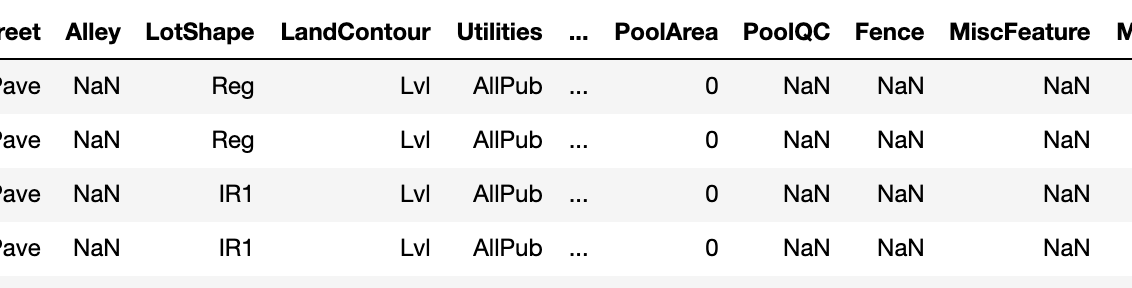 reet Alley LotShape LandContour Utilities ... PoolArea PoolQC Fence MiscFeature M
Pave NaN Reg Lvl AllPub ... 0 NaN NaN NaN
Pave NaN Reg Lvl AllPub ... 0 NaN NaN NaN
Pave NaN IR1 Lvl AllPub ... 0 NaN NaN NaN
Pave NaN IR1 Lvl AllPub ... 0 NaN NaN NaN